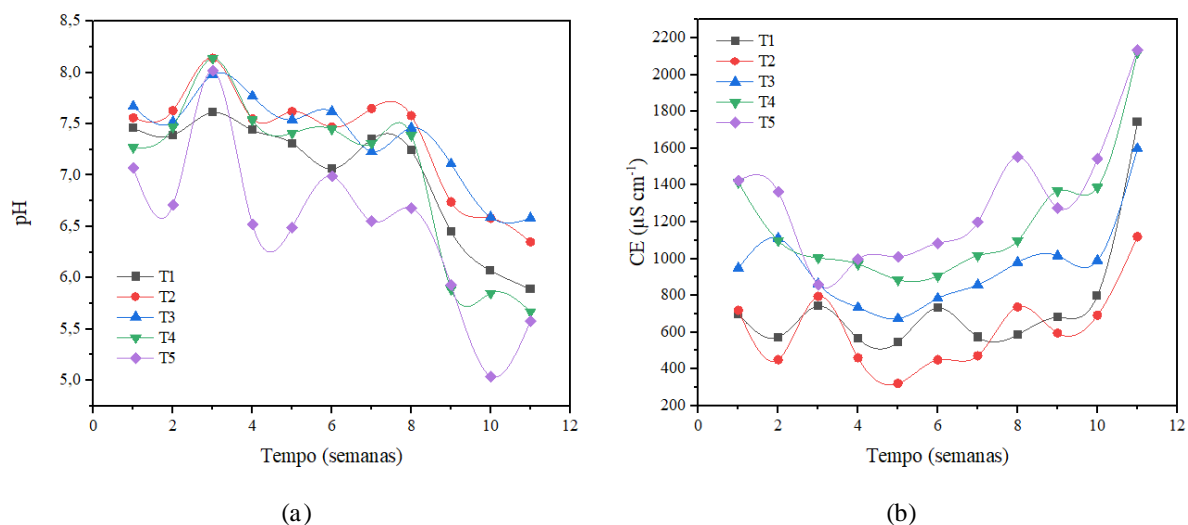 (a)
8,5
8,0
7,5
7,0
6,5
6,0
5,5
5,0
pH
T1
T2
T3
T4
T5
0 2 4 6 8 10 12
Tempo (semanas)
(a)
(b)
2200
2000
1800
1600
1400
1200
1000
800
600
400
200
CE (µS cm⁻¹)
T1
T2
T3
T4
T5
0 2 4 6 8 10 12
Tempo (semanas)
(b)